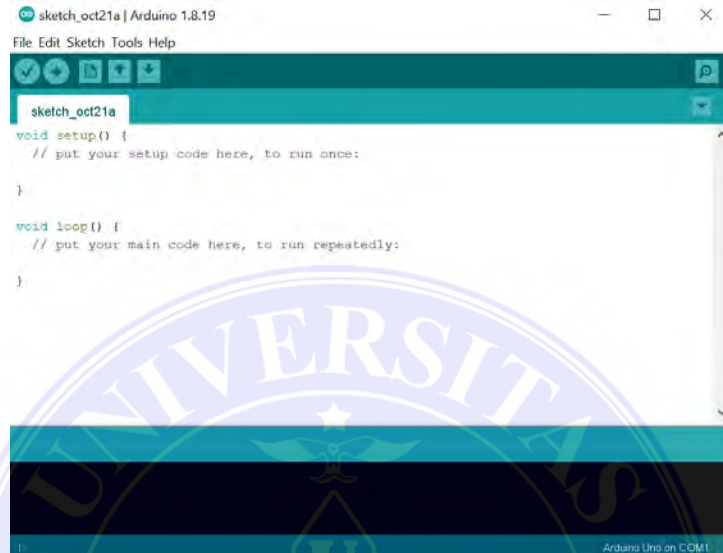 sketch_oct21a | Arduino 1.8.19
File Edit Sketch Tools Help
sketch_oct21a
void setup() {
  // put your setup code here, to run once:
}
void loop() {
  // put your main code here, to run repeatedly:
}
UNIVERSITAS
Arduino Uno on COM1